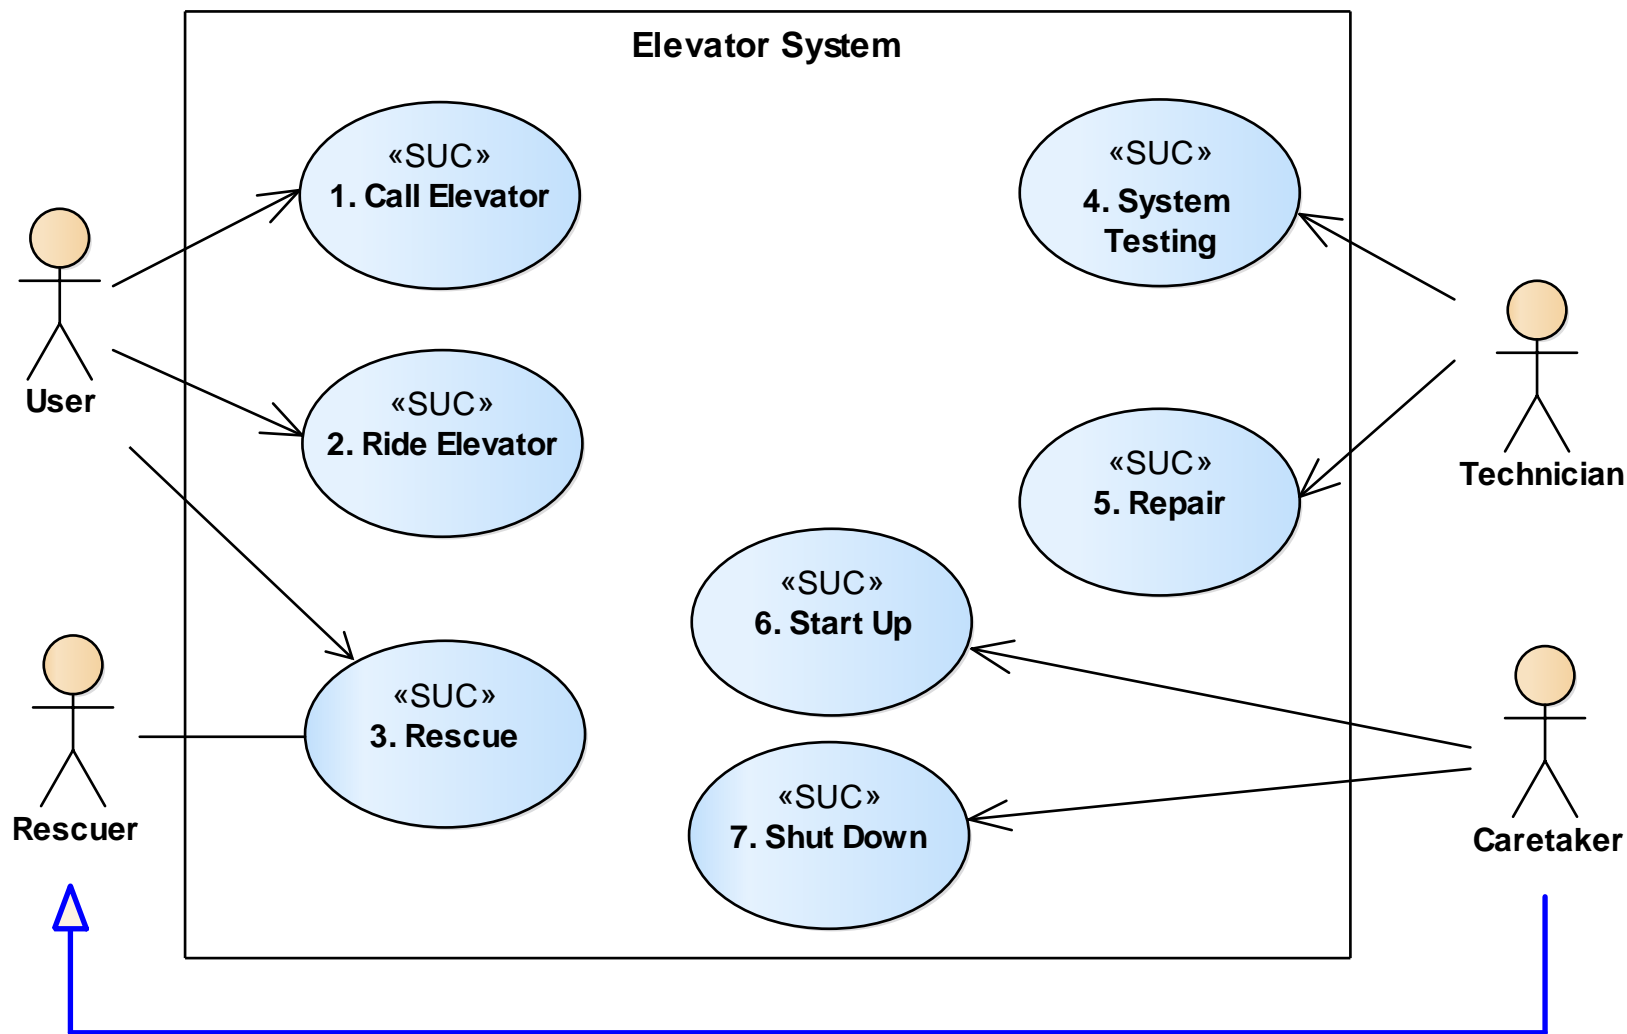 Elevator System
«SUC»
1. Call Elevator
«SUC»
4. System
Testing
User
«SUC»
2. Ride Elevator
Technician
«SUC»
5. Repair
«SUC»
6. Start Up
«SUC»
3. Rescue
Rescuer
«SUC»
7. Shut Down
Caretaker